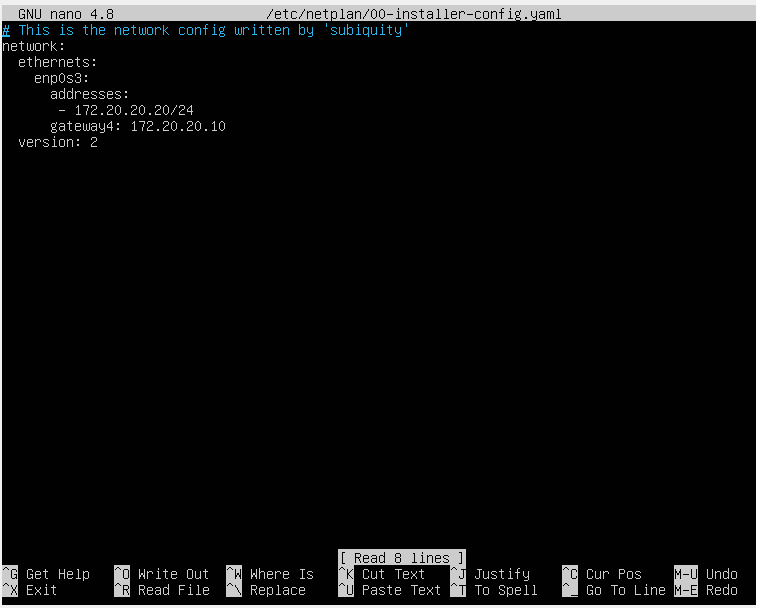 GNU nano 4.8 /etc/netplan/00-installer-config.yaml
# This is the network config written by 'subiquity'
network:
  ethernets:
    enp0s3:
      addresses:
       - 172.20.20.20/24
      gateway4: 172.20.20.10
  version: 2
[ Read 8 lines ]
^G Get Help ^O Write Out ^W Where Is ^K Cut Text ^J Justify ^C Cur Pos M-U Undo
^X Exit ^R Read File ^\ Replace ^U Paste Text ^T To Spell ^_ Go To Line M-E Redo